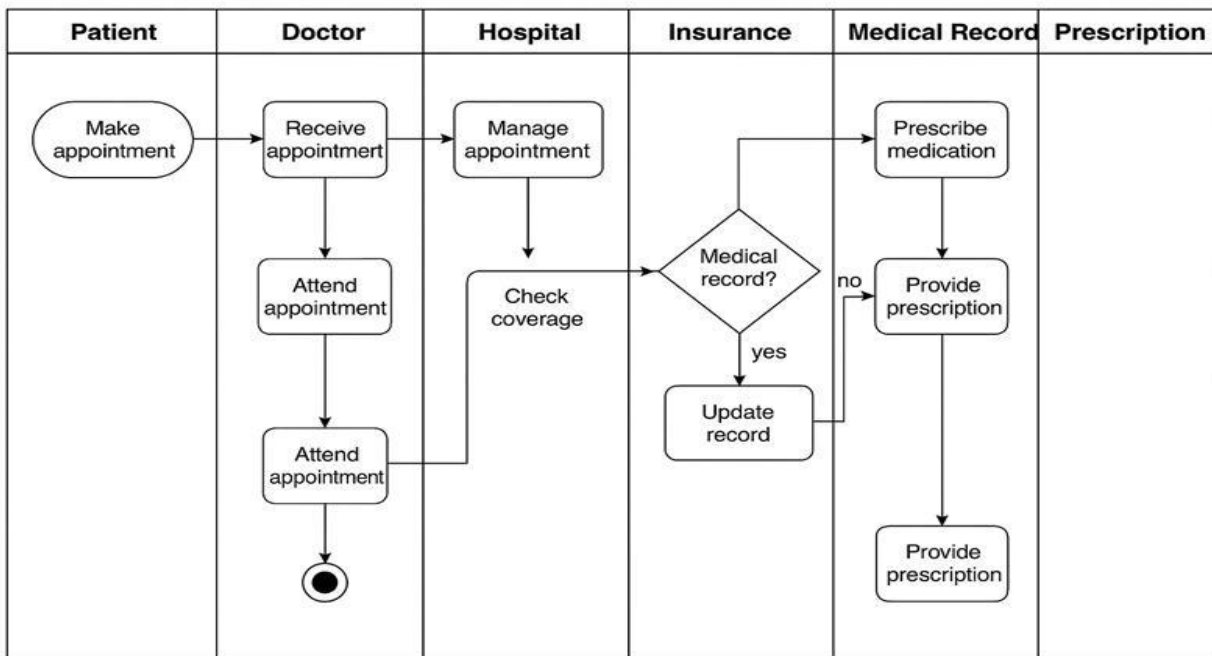 Patient
Doctor
Hospital
Insurance
Medical Record
Prescription
Make
appointment
Receive
appointmert
Manage
appointment
Prescribe
medication
Attend
appointment
Check
coverage
Medical
record?
no
Provide
prescription
yes
Update
record
Attend
appointment
Provide
prescription